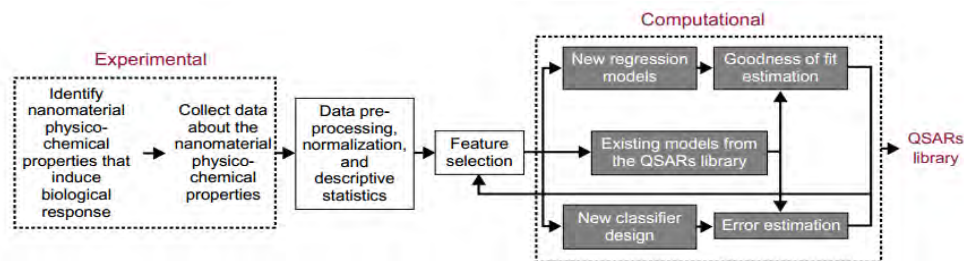 Experimental
Identify
nanomaterial
physico-
chemical
properties that
induce
biological
response
Collect data
about the
nanomaterial
physico-
chemical
properties
Data pre-
processing,
normalization,
and
descriptive
statistics
Feature
selection
Computational
New regression
models
Goodness of fit
estimation
Existing models from
the QSARs library
New classifier
design
Error estimation
QSARs
library